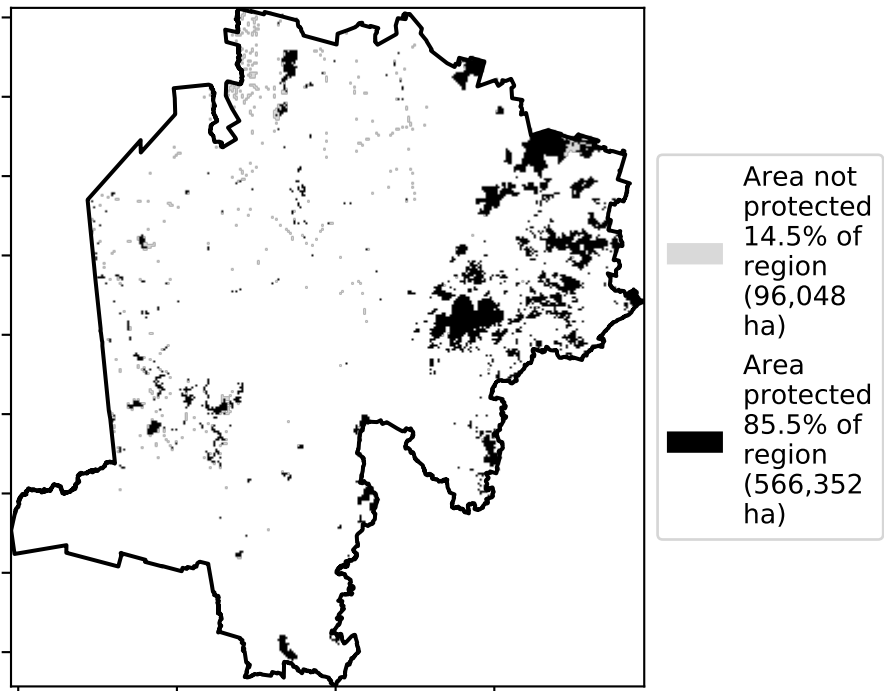 Area not
protected
14.5% of
region
(96,048
ha)
Area
protected
85.5% of
region
(566,352
ha)